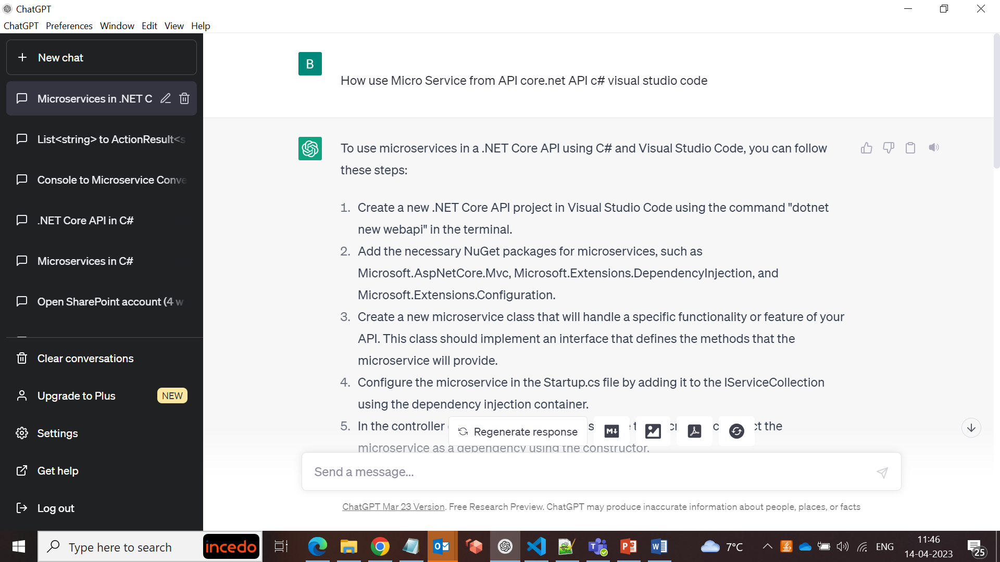 ChatGPT
ChatGPT Preferences Window Edit View Help
New chat
Microservices in .NET C
List<string> to ActionResult<s
Console to Microservice Conve
.NET Core API in C#
Microservices in C#
Open SharePoint account (4 w
Clear conversations
Upgrade to Plus NEW
Settings
Get help
Log out
B
How use Micro Service from API core.net API c# visual studio code
To use microservices in a .NET Core API using C# and Visual Studio Code, you can follow
these steps:
1. Create a new .NET Core API project in Visual Studio Code using the command "dotnet
new webapi" in the terminal.
2. Add the necessary NuGet packages for microservices, such as
Microsoft.AspNetCore.Mvc, Microsoft.Extensions.DependencyInjection, and
Microsoft.Extensions.Configuration.
3. Create a new microservice class that will handle a specific functionality or feature of your
API. This class should implement an interface that defines the methods that the
microservice will provide.
4. Configure the microservice in the Startup.cs file by adding it to the IServiceCollection
using the dependency injection container.
5. In the controller
the
microservice as a dependency using the constructor.
Regenerate response
Send a message...
ChatGPT Mar 23 Version. Free Research Preview. ChatGPT may produce inaccurate information about people, places, or facts
Type here to search
incedo
7°C
ENG
11:46
14-04-2023
25